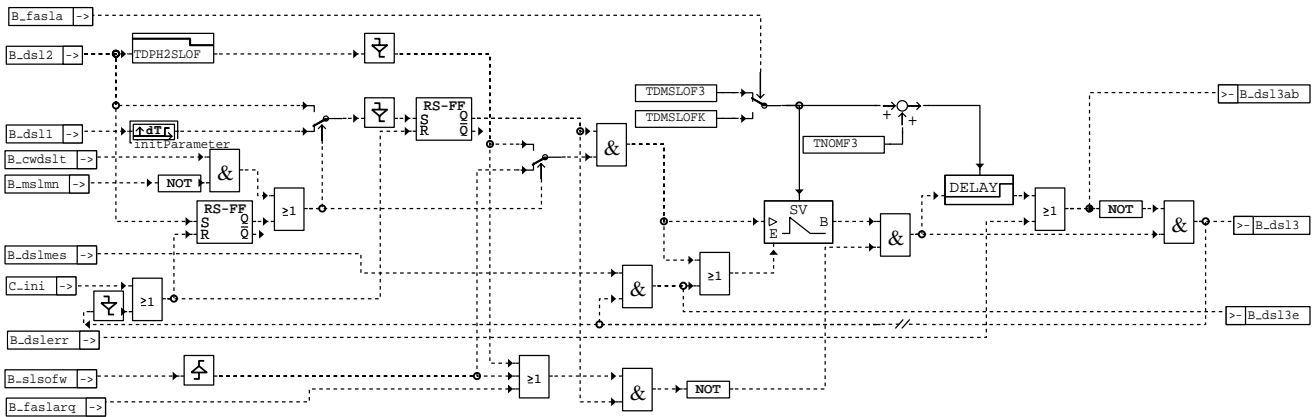 B_fasla ->
B_dsl2 ->
TDPH2SLOF
TDMSLOF3
>- B_dsl3ab
RS-FF
S Q
R Q
B_dsl1 ->
dT
initParameter
TDMSLOFK
+ +
TNOMF3
B_cwdslt ->
&
&
B_mslmn ->
NOT
≥1
DELAY
≥1
NOT
&
RS-FF
S Q
R Q
SV
B
E
&
>- B_dsl3
B_dslmes ->
&
≥1
C_ini ->
≥1
>- B_dsl3e
B_dslerr ->
B_slsofw ->
≥1
&
NOT
B_faslarq ->